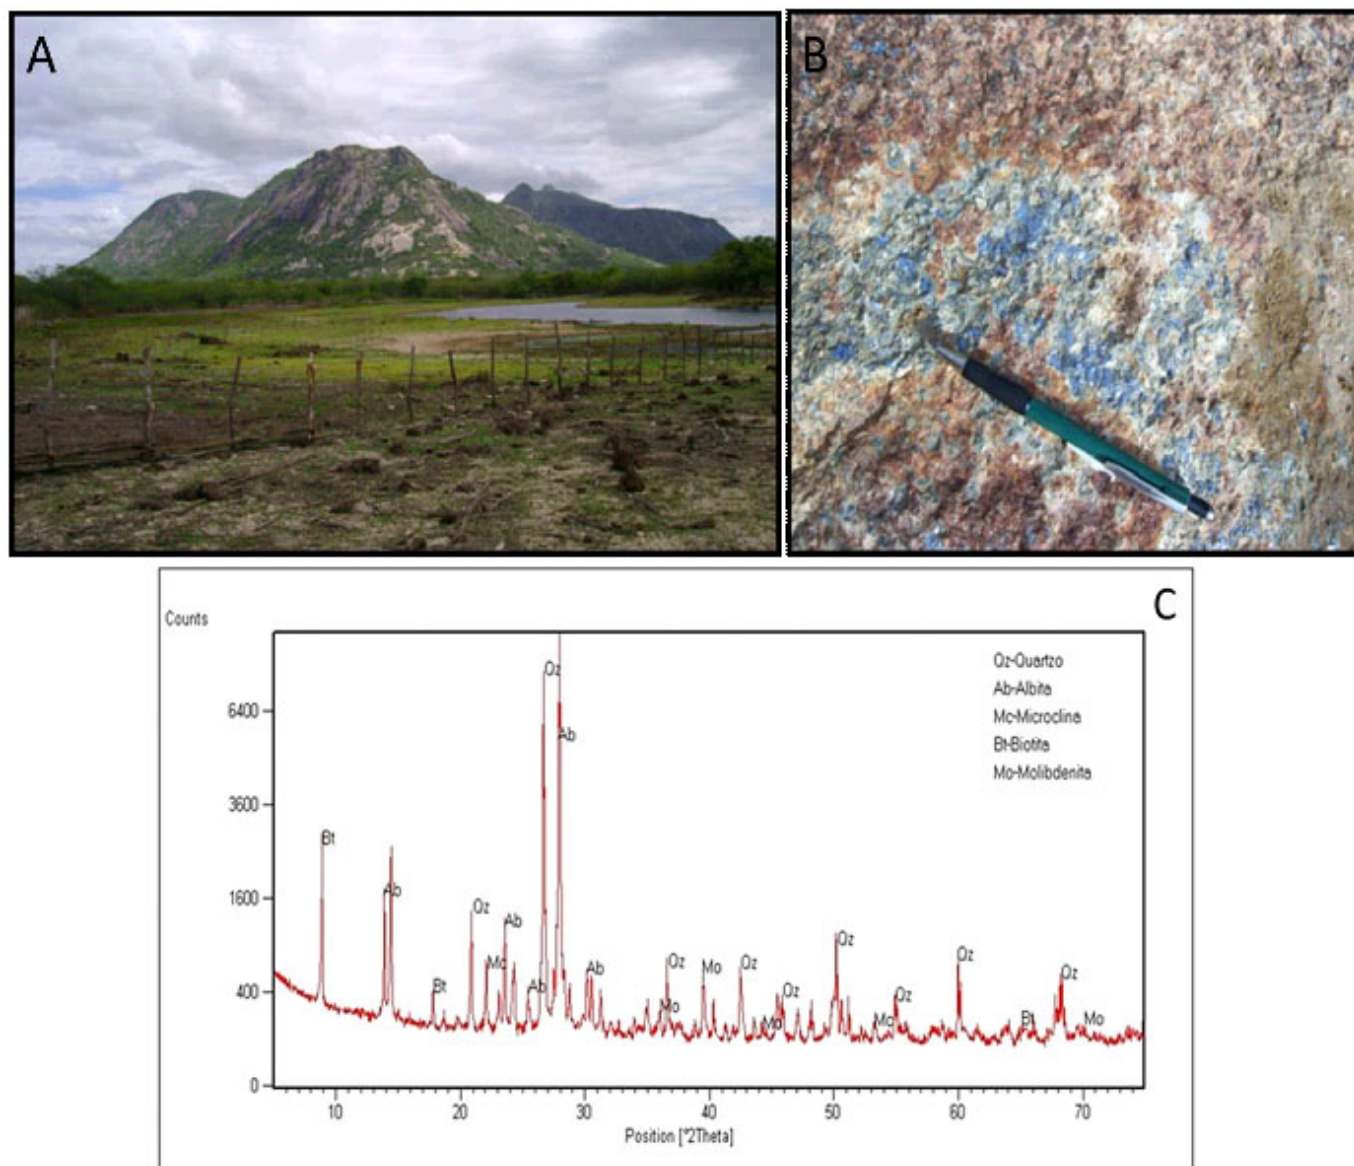 A
B
C
Counts
Qz-Quartzo
Ab-Albita
Mc-Microclina
Bt-Biotita
Mo-Molibdenita
6400
3600
1600
400
0
Bt
Ab
Bt
Qz
Mc
Ab
Ab
Qz
Ab
Ab
Mo
Qz
Mo
Qz
Mo
Qz
Qz
Mo
Qz
Qz
Bt
Qz
Mo
10 20 30 40 50 60 70
Position [°2Theta]